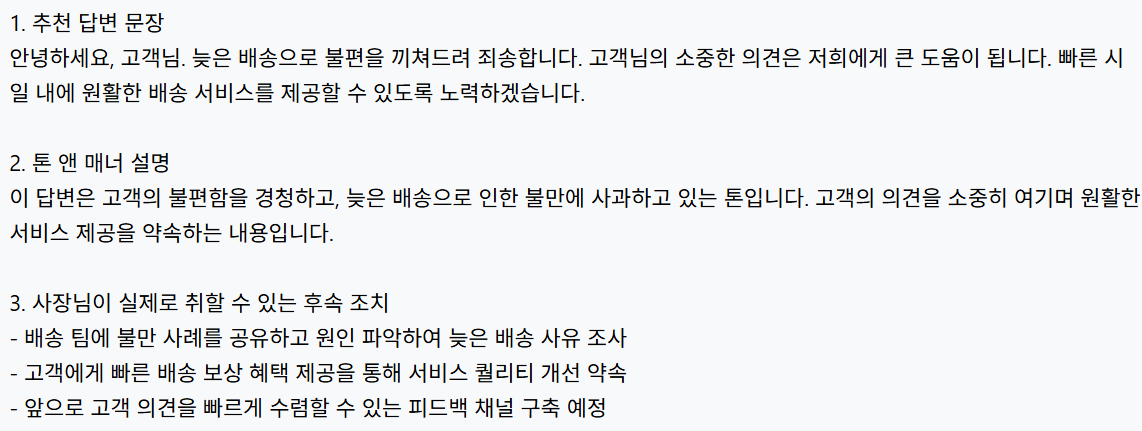 1. 추천 답변 문장
안녕하세요, 고객님. 늦은 배송으로 불편을 끼쳐드려 죄송합니다. 고객님의 소중한 의견은 저희에게 큰 도움이 됩니다. 빠른 시
일 내에 원활한 배송 서비스를 제공할 수 있도록 노력하겠습니다.
2. 톤 앤 매너 설명
이 답변은 고객의 불편함을 경청하고, 늦은 배송으로 인한 불만에 사과하고 있는 톤입니다. 고객의 의견을 소중히 여기며 원활한
서비스 제공을 약속하는 내용입니다.
3. 사장님이 실제로 취할 수 있는 후속 조치
- 배송 팀에 불만 사례를 공유하고 원인 파악하여 늦은 배송 사유 조사
- 고객에게 빠른 배송 보상 혜택 제공을 통해 서비스 퀄리티 개선 약속
- 앞으로 고객 의견을 빠르게 수렴할 수 있는 피드백 채널 구축 예정